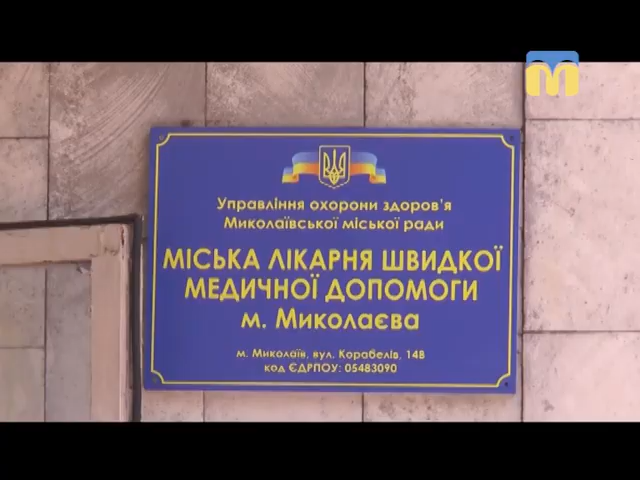 Управління охорони здоров'я
Миколаївської міської ради
МІСЬКА ЛІКАРНЯ ШВИДКОЇ
МЕДИЧНОЇ ДОПОМОГИ
м. Миколаєва
м. Миколаїв, вул. Корабелів, 14В
код ЄДРПОУ: 05483090